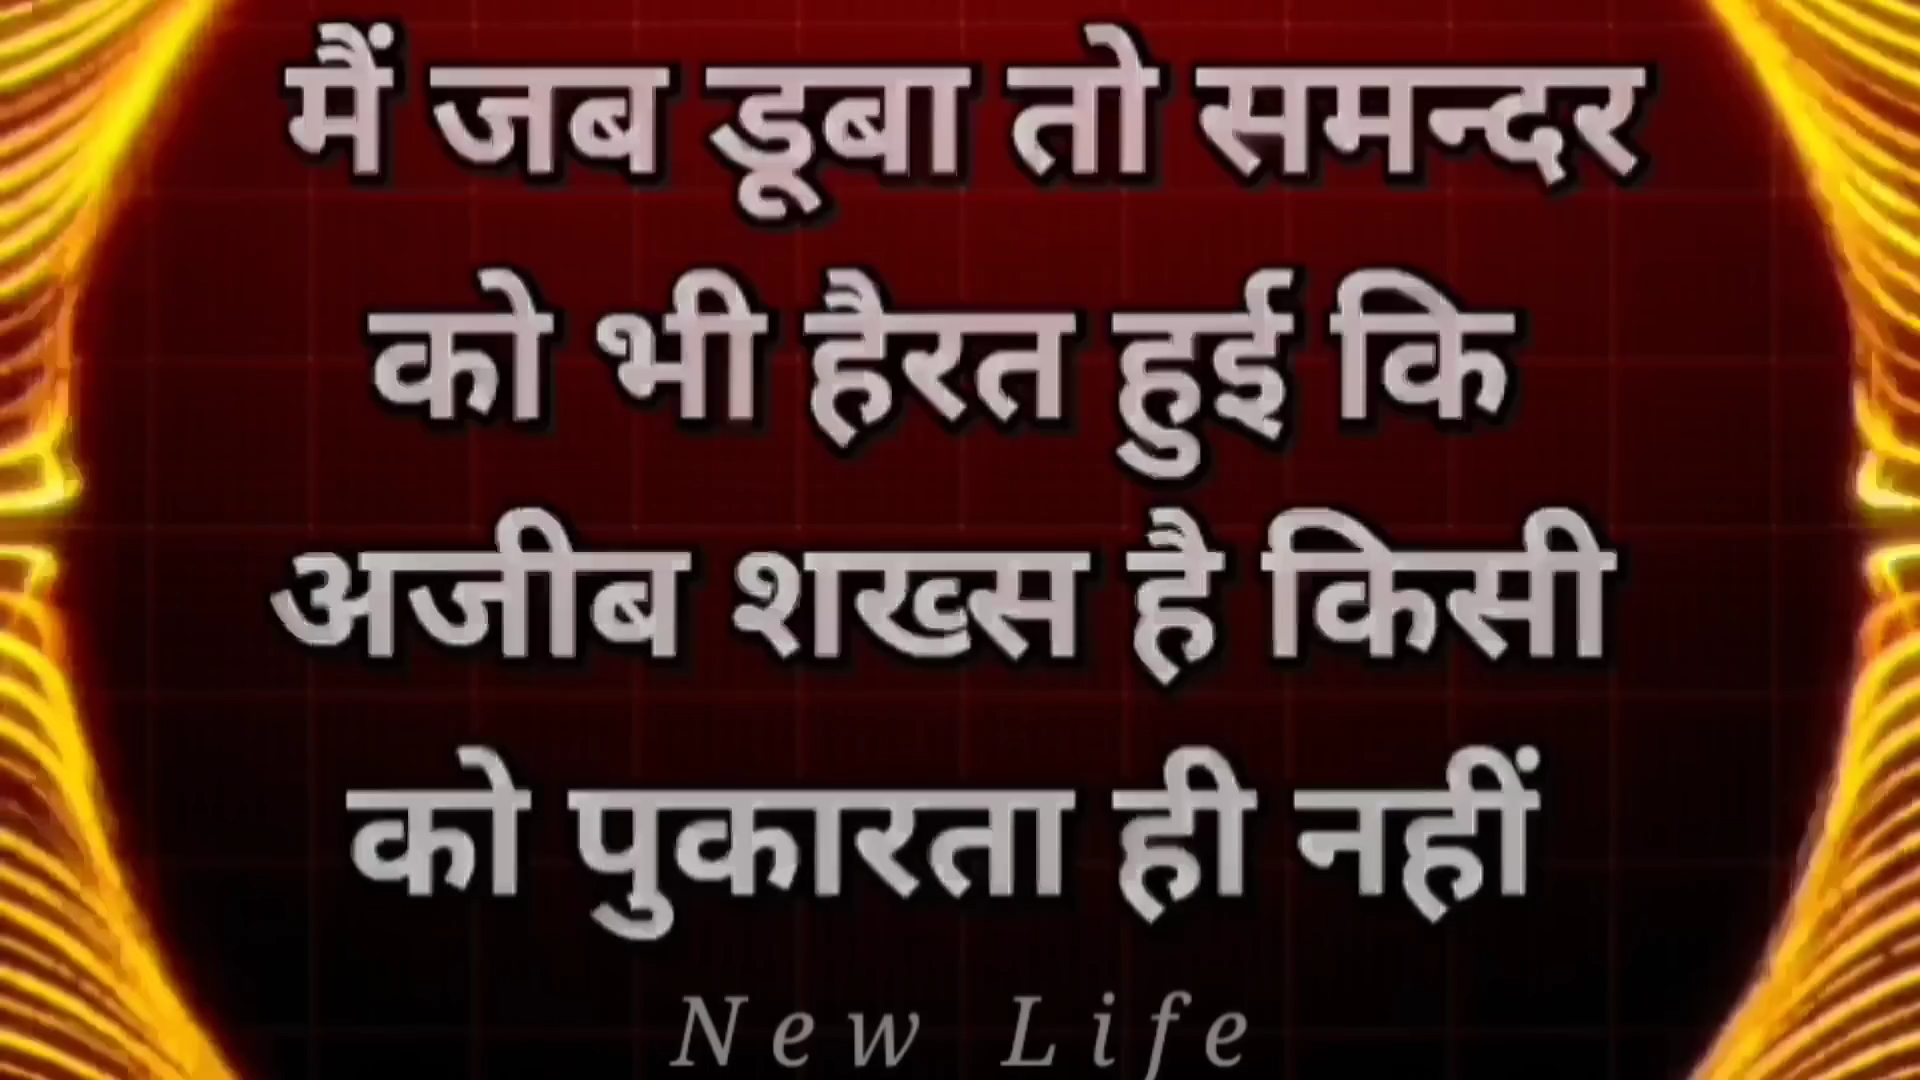 मैं जब डूबा तो समन्दर
को भी हैरत हुई कि
अजीब शख्स है किसी
को पुकारता ही नहीं
New Life